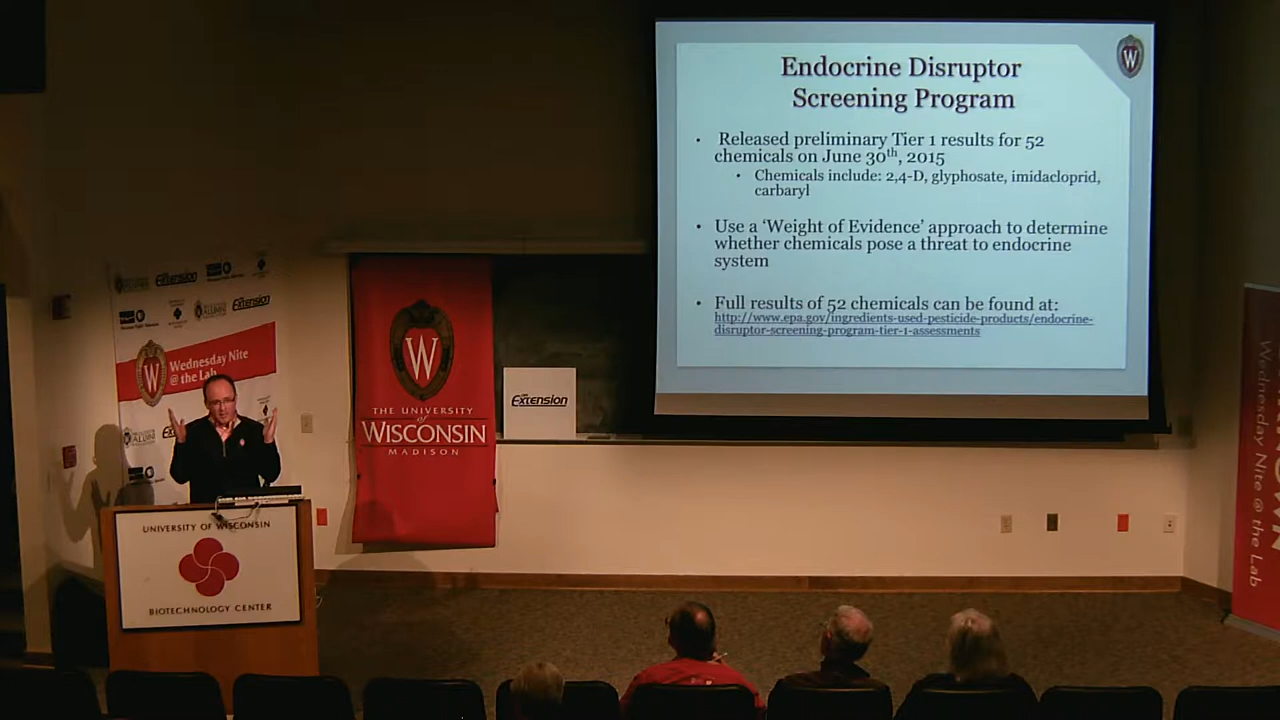 Endocrine Disruptor
Screening Program
W
• Released preliminary Tier 1 results for 52
chemicals on June 30th, 2015
• Chemicals include: 2,4-D, glyphosate, imidacloprid,
carbaryl
• Use a ‘Weight of Evidence’ approach to determine
whether chemicals pose a threat to endocrine
system
• Full results of 52 chemicals can be found at:
http://www.epa.gov/ingredients-used-pesticide-products/endocrine-
disruptor-screening-program-tier-1-assessments
Extension
ALUMNI
Extension
W
Wednesday Nite
@ the Lab
ALUMNI
W
THE UNIVERSITY
of
WISCONSIN
MADISON
Extension
UNIVERSITY OF WISCONSIN
BIOTECHNOLOGY CENTER
Wednesday Nite @ the Lab